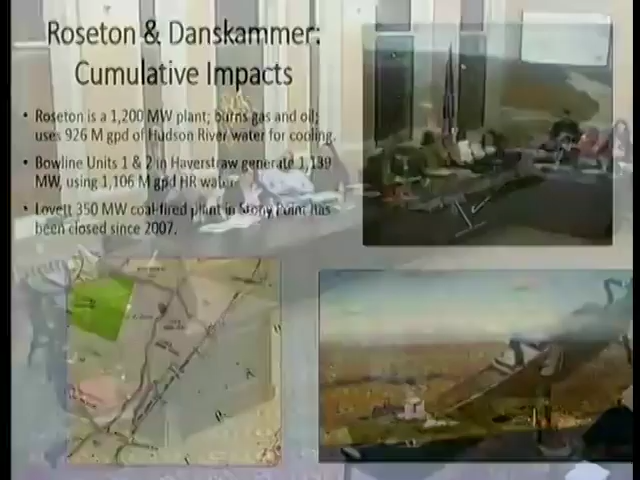 Roseton & Danskammer:
Cumulative Impacts
• Roseton is a 1,200 MW plant; burns gas and oil;
uses 926 M gpd of Hudson River water for cooling.
• Bowline Units 1 & 2 in Haverstraw generate 1,139
MW, using 1,106 M gpd HR water
• Lovett 350 MW coal-fired plant in Stony Point has
been closed since 2007.